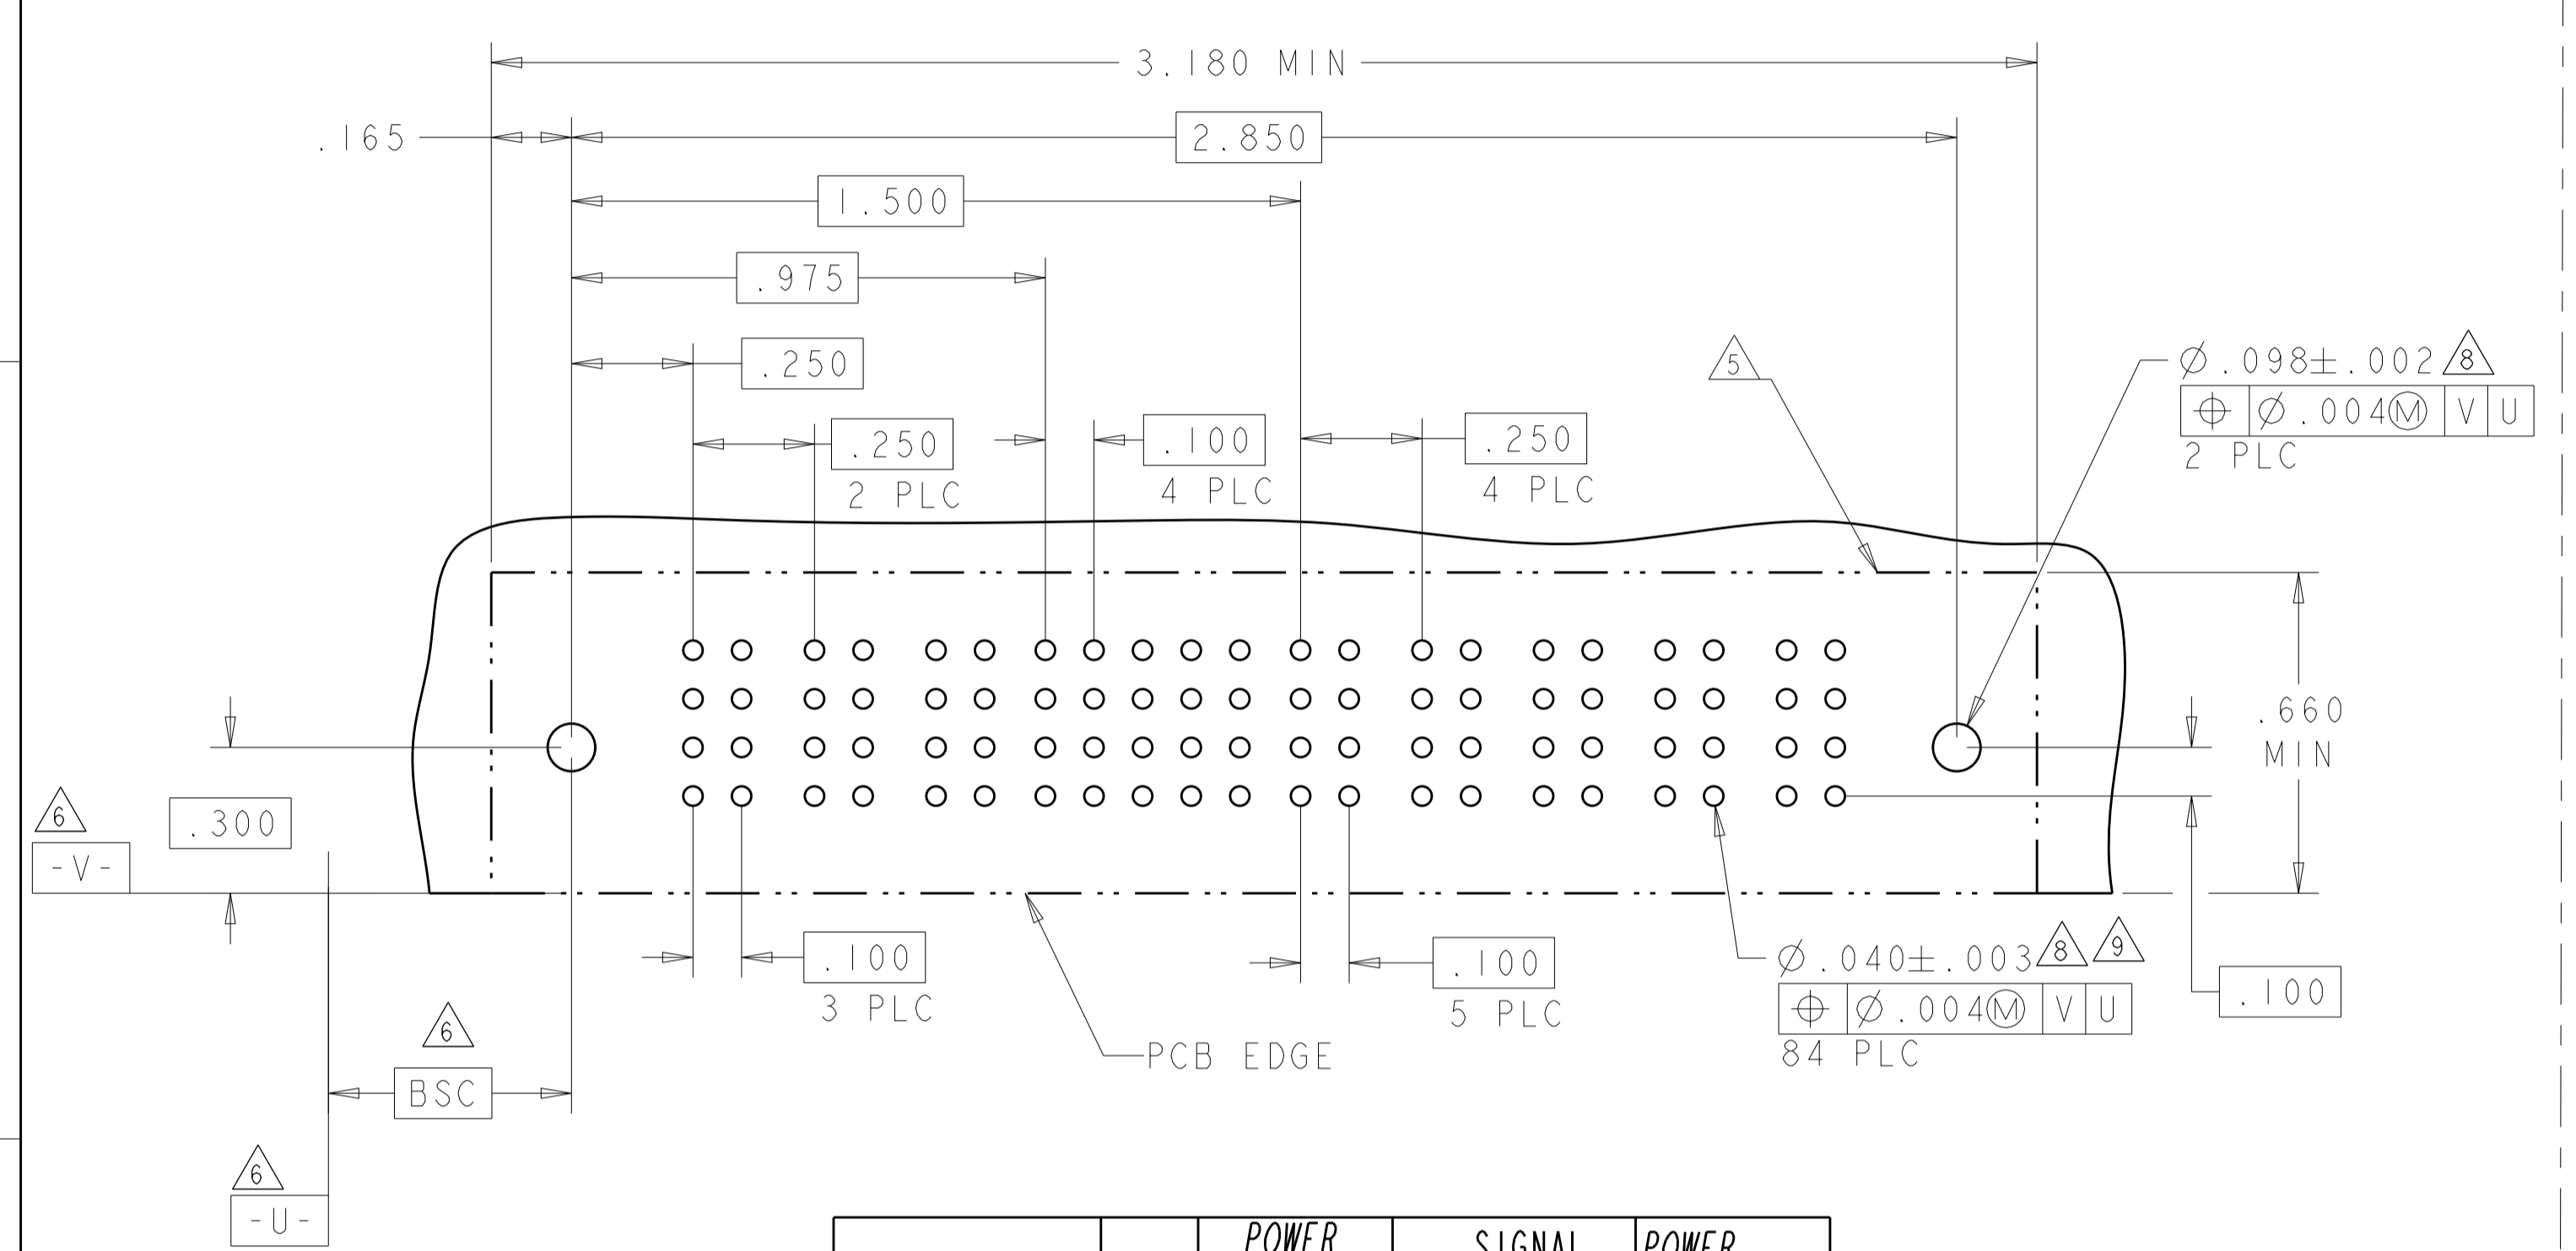 3.180 MIN
.165
2.850
1.500
.975
.250
5
Ø.098±.002 8
⌖ Ø.004Ⓜ V U
2 PLC
.250
2 PLC
.100
4 PLC
.250
4 PLC
.660
MIN
6
.300
-V-
.100
3 PLC
.100
5 PLC
Ø.040±.003 8 9
⌖ Ø.004Ⓜ V U
84 PLC
.100
6
PCB EDGE
BSC
6
-U-
POWER SIGNAL POWER